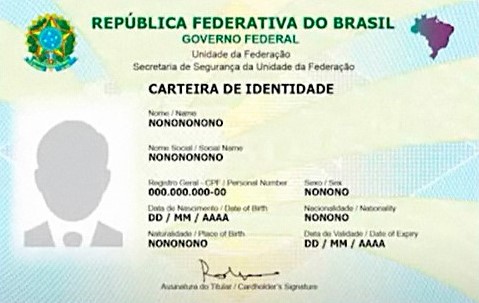 REPÚBLICA FEDERATIVA DO BRASIL
GOVERNO FEDERAL
Unidade da Federação
Secretaria de Segurança da Unidade da Federação
CARTEIRA DE IDENTIDADE
Nome / Name
NONONONONO
Nome Social / Social Name
NONONONONO
Registro Geral - CPF / Personal Number
000.000.000-00
Sexo / Sex
NONONO
Data de Nascimento / Date of Birth
DD / MM / AAAA
Nacionalidade / Nationality
NONONO
Naturalidade / Place of Birth
NONONONO
Data de Validade / Date of Expiry
DD / MM / AAAA
Assinatura do Titular / Cardholder's Signature